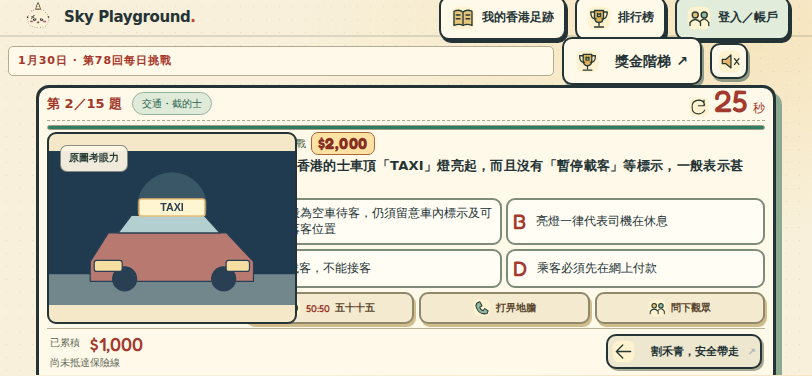 Sky Playground.
我的香港足跡
排行榜
登入／帳戶
1月30日 · 第78回每日挑戰
獎金階梯 ↗
第 2／15 題
交通・截的士
25 秒
原圖考眼力
TAXI
戰 $2,000
香港的士車頂「TAXI」燈亮起，而且沒有「暫停載客」等標示，一般表示甚
為空車待客，仍須留意車內標示及可
客位置
B 亮燈一律代表司機在休息
客，不能接客
D 乘客必須先在網上付款
50:50 五十十五
打畀地膽
問下觀眾
已累積 $1,000
尚未抵達保險線
割禾青，安全帶走 ↗